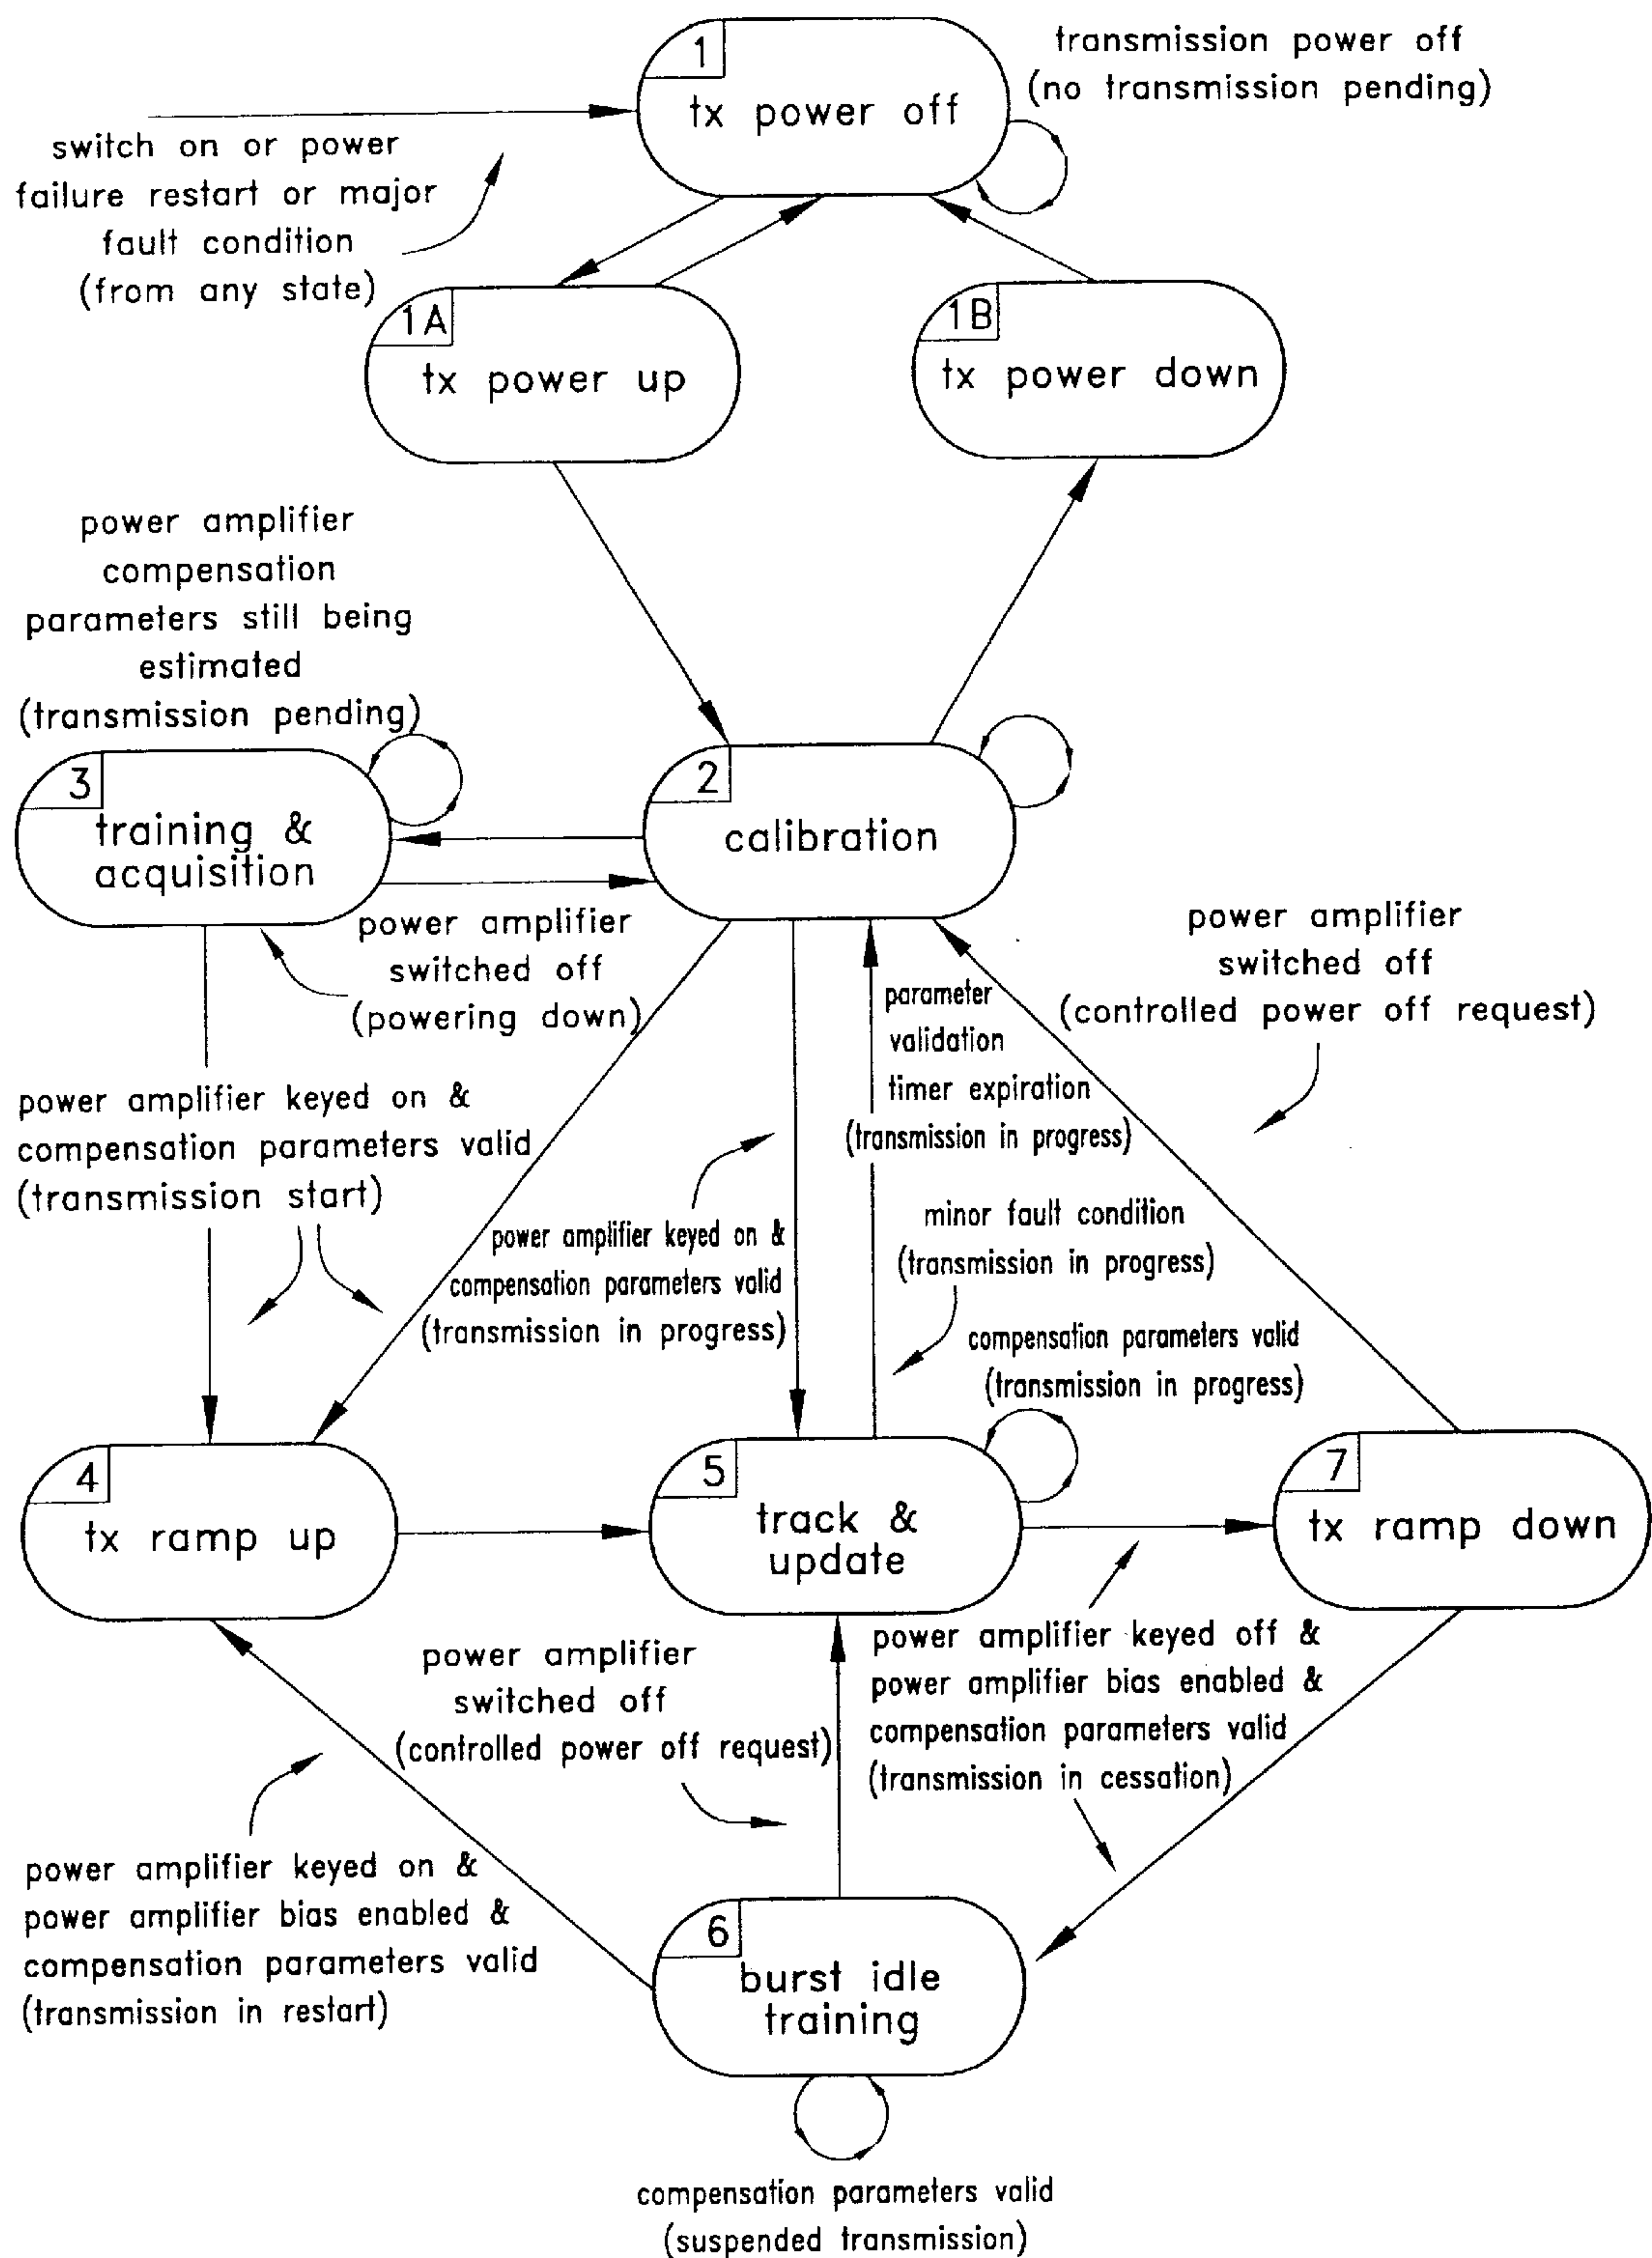 1
tx power off
transmission power off
(no transmission pending)
switch on or power
failure restart or major
fault condition
(from any state)
1A
tx power up
1B
tx power down
power amplifier
compensation
parameters still being
estimated
(transmission pending)
3
training &
acquisition
2
calibration
power amplifier
switched off
(powering down)
power amplifier
switched off
(controlled power off request)
parameter
validation
timer expiration
(transmission in progress)
power amplifier keyed on &
compensation parameters valid
(transmission start)
power amplifier keyed on &
compensation parameters valid
(transmission in progress)
minor fault condition
(transmission in progress)
compensation parameters valid
(transmission in progress)
4
tx ramp up
5
track &
update
7
tx ramp down
power amplifier
switched off
(controlled power off request)
power amplifier keyed off &
power amplifier bias enabled &
compensation parameters valid
(transmission in cessation)
power amplifier keyed on &
power amplifier bias enabled &
compensation parameters valid
(transmission in restart)
6
burst idle
training
compensation parameters valid
(suspended transmission)